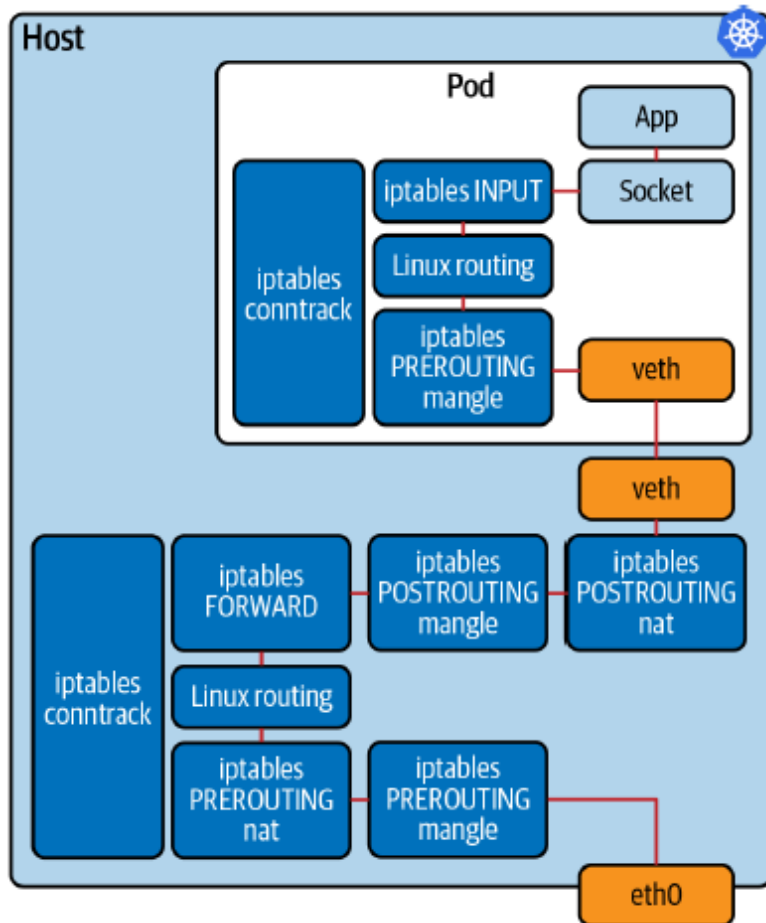 Host
Pod
App
iptables INPUT
Socket
iptables
conntrack
Linux routing
iptables
PREROUTING
mangle
veth
veth
iptables
conntrack
iptables
FORWARD
iptables
POSTROUTING
mangle
iptables
POSTROUTING
nat
Linux routing
iptables
PREROUTING
nat
iptables
PREROUTING
mangle
eth0